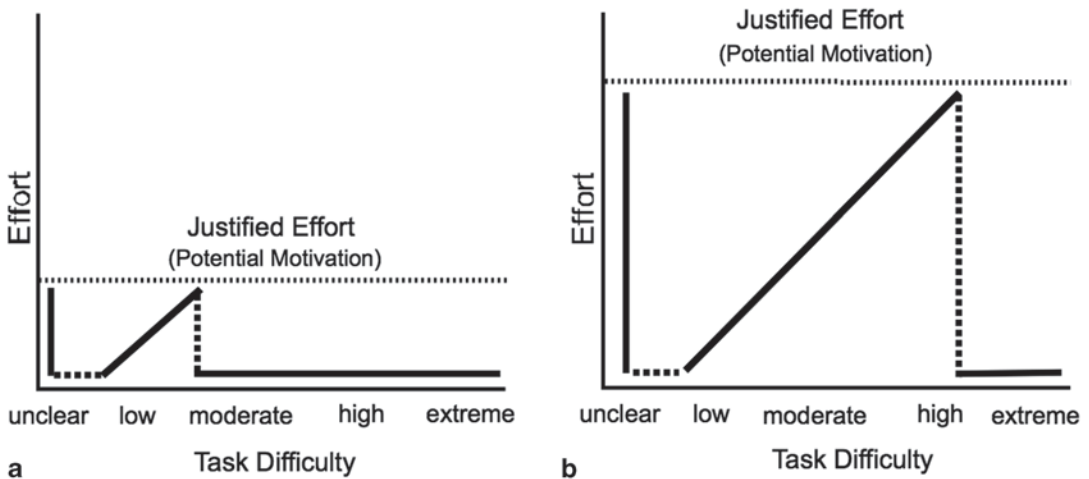 Effort
Justified Effort
(Potential Motivation)
unclear low moderate high extreme
Task Difficulty
a
Justified Effort
(Potential Motivation)
Effort
unclear low moderate high extreme
Task Difficulty
b